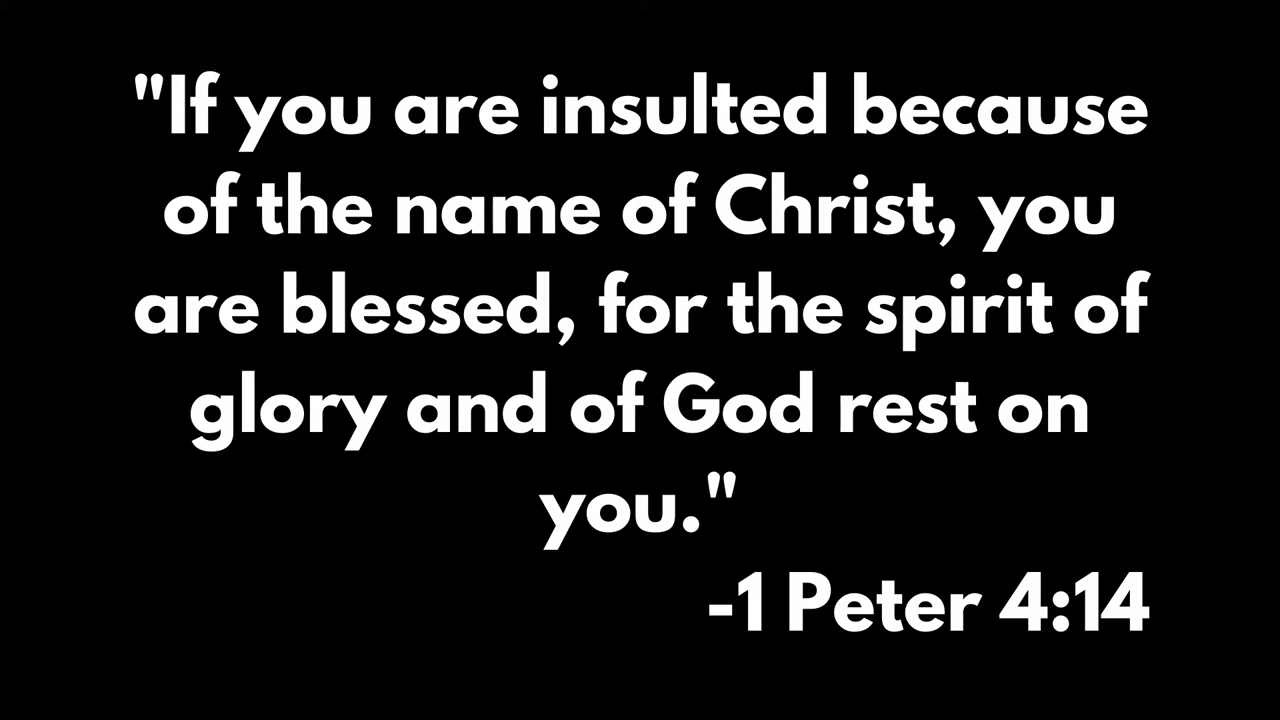 "If you are insulted because
of the name of Christ, you
are blessed, for the spirit of
glory and of God rest on
you."
-1 Peter 4:14